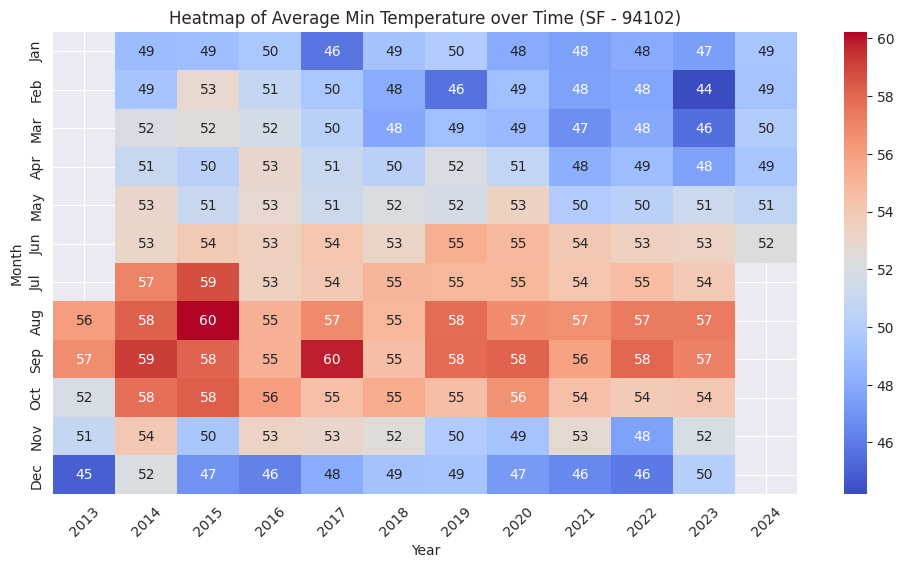 Heatmap of Average Min Temperature over Time (SF - 94102)
Month
Jan 49 49 50 46 49 50 48 48 48 47 49
Feb 49 53 51 50 48 46 49 48 48 44 49
Mar 52 52 52 50 48 49 49 47 48 46 50
Apr 51 50 53 51 50 52 51 48 49 48 49
May 53 51 53 51 52 52 53 50 50 51 51
Jun 53 54 53 54 53 55 55 54 53 53 52
Jul 57 59 53 54 55 55 55 54 55 54
Aug 56 58 60 55 57 55 58 57 57 57 57
Sep 57 59 58 55 60 55 58 58 56 58 57
Oct 52 58 58 56 55 55 55 56 54 54 54
Nov 51 54 50 53 53 52 50 49 53 48 52
Dec 45 52 47 46 48 49 49 47 46 46 50
2013 2014 2015 2016 2017 2018 2019 2020 2021 2022 2023 2024
Year
60
58
56
54
52
50
48
46